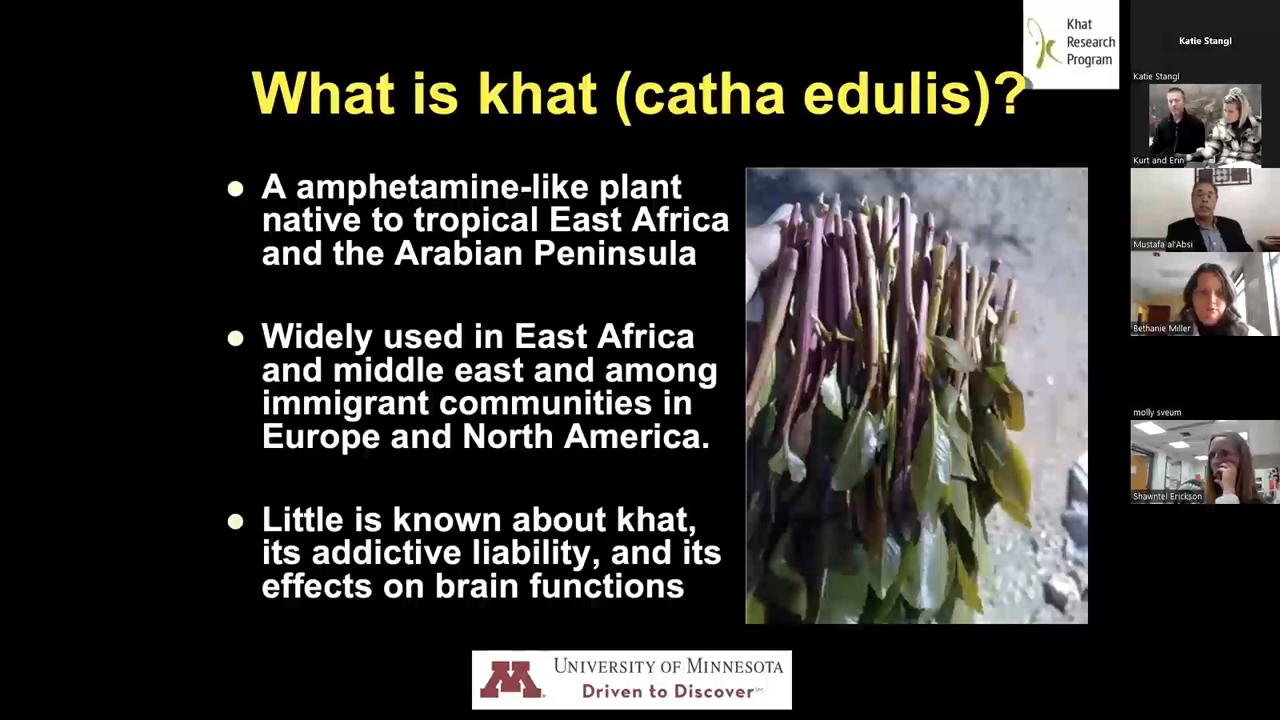 What is khat (catha edulis)?
Khat
Research
Program
A amphetamine-like plant
native to tropical East Africa
and the Arabian Peninsula
Widely used in East Africa
and middle east and among
immigrant communities in
Europe and North America.
Little is known about khat,
its addictive liability, and its
effects on brain functions
UNIVERSITY OF MINNESOTA
Driven to Discover℠
Katie Stangl
Katie Stangl
Kurt and Erin
Mustafa al'Absi
Bethanie Miller
molly sveum
Shawntel Erickson